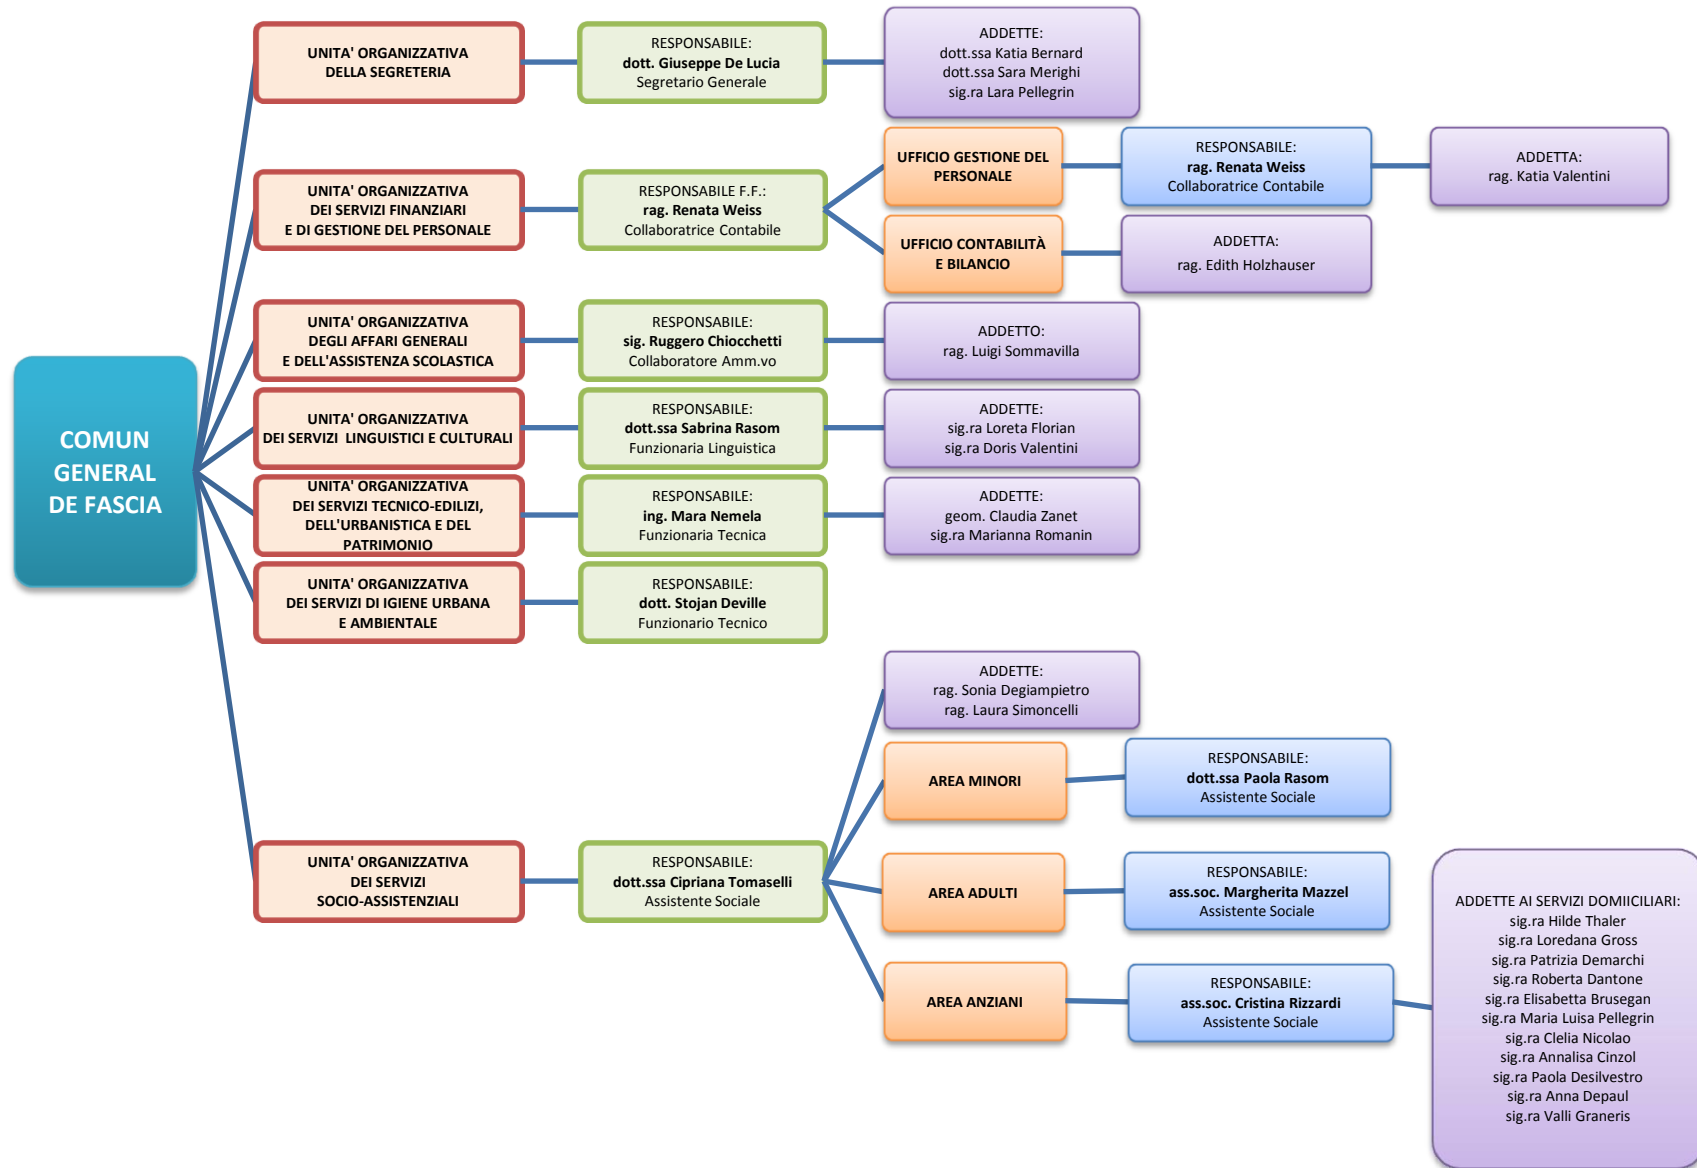 COMUN
GENERAL
DE FASCIA
UNITA' ORGANIZZATIVA
DELLA SEGRETERIA
RESPONSABILE:
dott. Giuseppe De Lucia
Segretario Generale
ADDETTE:
dott.ssa Katia Bernard
dott.ssa Sara Merighi
sig.ra Lara Pellegrin
UNITA' ORGANIZZATIVA
DEI SERVIZI FINANZIARI
E DI GESTIONE DEL PERSONALE
RESPONSABILE F.F.:
rag. Renata Weiss
Collaboratrice Contabile
UFFICIO GESTIONE DEL
PERSONALE
RESPONSABILE:
rag. Renata Weiss
Collaboratrice Contabile
ADDETTA:
rag. Katia Valentini
UFFICIO CONTABILITÀ
E BILANCIO
ADDETTA:
rag. Edith Holzhauser
UNITA' ORGANIZZATIVA
DEGLI AFFARI GENERALI
E DELL'ASSISTENZA SCOLASTICA
RESPONSABILE:
sig. Ruggero Chiocchetti
Collaboratore Amm.vo
ADDETTO:
rag. Luigi Sommavilla
UNITA' ORGANIZZATIVA
DEI SERVIZI LINGUISTICI E CULTURALI
RESPONSABILE:
dott.ssa Sabrina Rasom
Funzionaria Linguistica
ADDETTE:
sig.ra Loreta Florian
sig.ra Doris Valentini
UNITA' ORGANIZZATIVA
DEI SERVIZI TECNICO-EDILIZI,
DELL'URBANISTICA E DEL
PATRIMONIO
RESPONSABILE:
ing. Mara Nemela
Funzionaria Tecnica
ADDETTE:
geom. Claudia Zanet
sig.ra Marianna Romanin
UNITA' ORGANIZZATIVA
DEI SERVIZI DI IGIENE URBANA
E AMBIENTALE
RESPONSABILE:
dott. Stojan Deville
Funzionario Tecnico
UNITA' ORGANIZZATIVA
DEI SERVIZI
SOCIO-ASSISTENZIALI
RESPONSABILE:
dott.ssa Cipriana Tomaselli
Assistente Sociale
ADDETTE:
rag. Sonia Degiampietro
rag. Laura Simoncelli
AREA MINORI
RESPONSABILE:
dott.ssa Paola Rasom
Assistente Sociale
AREA ADULTI
RESPONSABILE:
ass.soc. Margherita Mazzel
Assistente Sociale
AREA ANZIANI
RESPONSABILE:
ass.soc. Cristina Rizzardi
Assistente Sociale
ADDETTE AI SERVIZI DOMIICILIARI:
sig.ra Hilde Thaler
sig.ra Loredana Gross
sig.ra Patrizia Demarchi
sig.ra Roberta Dantone
sig.ra Elisabetta Brusegan
sig.ra Maria Luisa Pellegrin
sig.ra Clelia Nicolao
sig.ra Annalisa Cinzol
sig.ra Paola Desilvestro
sig.ra Anna Depaul
sig.ra Valli Graneris